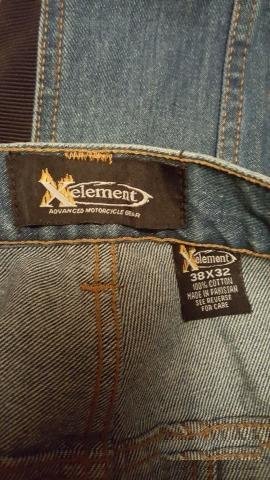 Xelement
ADVANCED MOTORCYCLE GEAR
Xelement
38X32
100% COTTON
MADE IN PAKISTAN
SEE REVERSE
FOR CARE